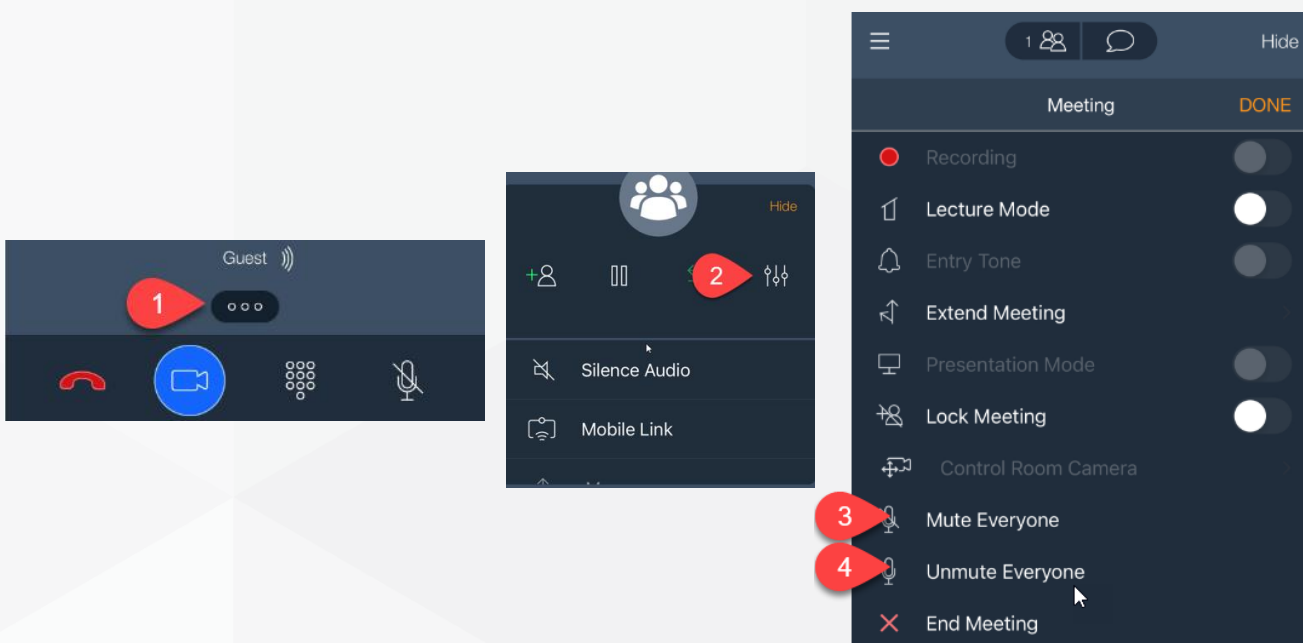 Guest
1
Hide
2
Silence Audio
Mobile Link
1
Hide
Meeting
DONE
Recording
Lecture Mode
Entry Tone
Extend Meeting
Presentation Mode
Lock Meeting
Control Room Camera
3
Mute Everyone
4
Unmute Everyone
End Meeting